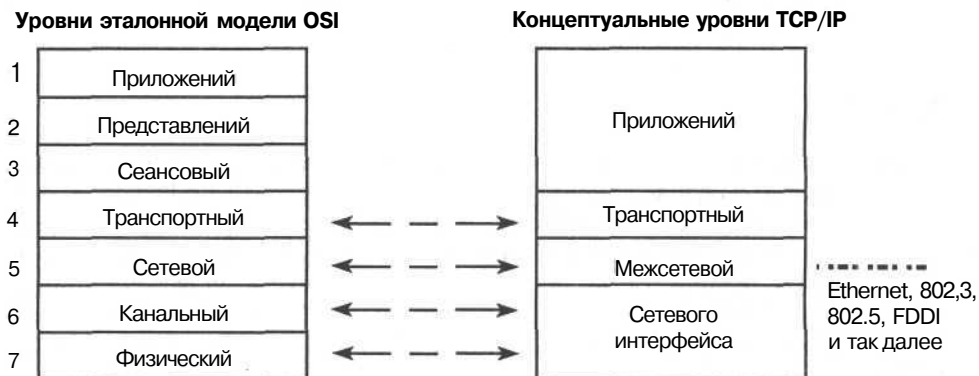 Уровни эталонной модели OSI
Концептуальные уровни TCP/IP
1 Приложений
2 Представлений
3 Сеансовый
4 Транспортный
5 Сетевой
6 Канальный
7 Физический
Приложений
Транспортный
Межсетевой
Сетевого
интерфейса
Ethernet, 802,3,
802.5, FDDI
и так далее